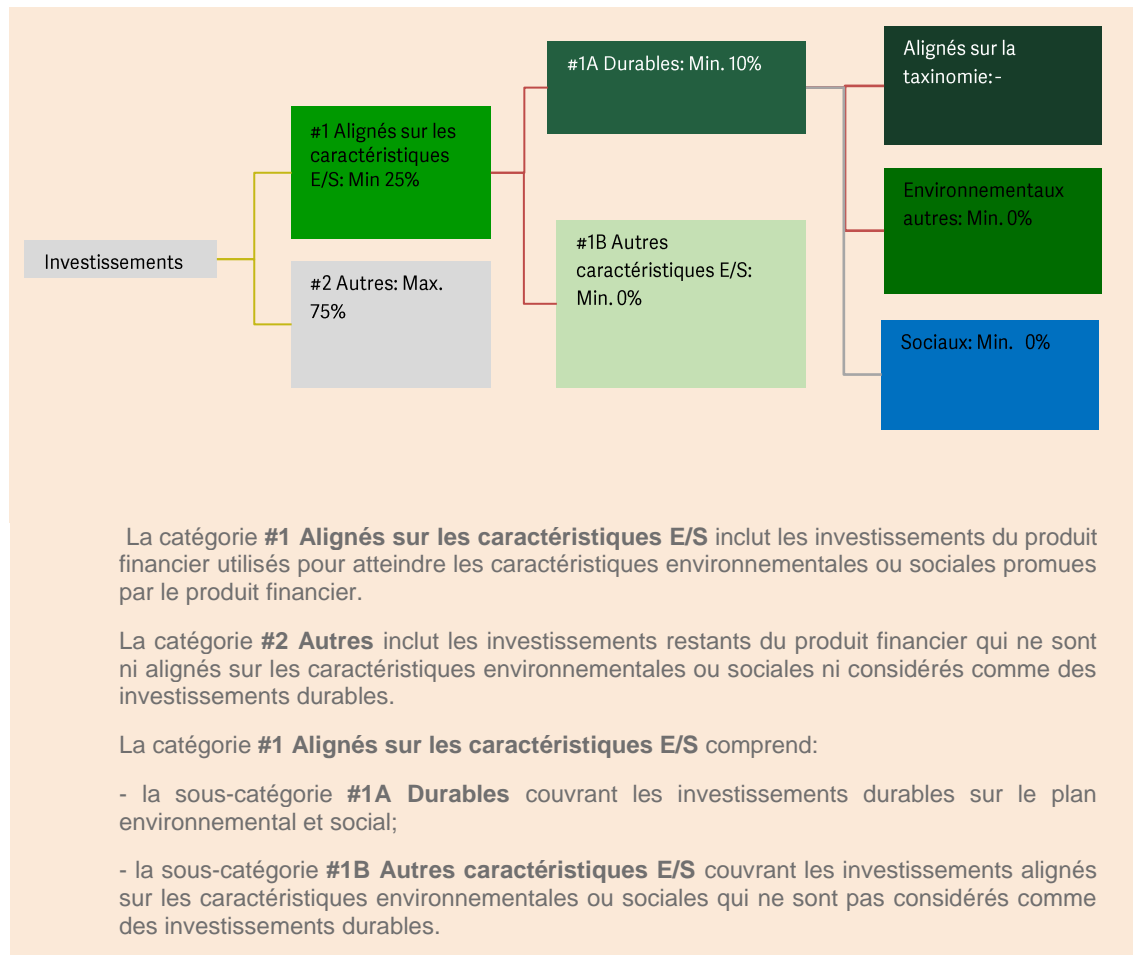 Investissements
#1 Alignés sur les
caractéristiques
E/S: Min 25%
#2 Autres: Max.
75%
#1A Durables: Min. 10%
#1B Autres
caractéristiques E/S:
Min. 0%
Alignés sur la
taxinomie:-
Environnementaux
autres: Min. 0%
Sociaux: Min. 0%
La catégorie #1 Alignés sur les caractéristiques E/S inclut les investissements du produit
financier utilisés pour atteindre les caractéristiques environnementales ou sociales promues
par le produit financier.
La catégorie #2 Autres inclut les investissements restants du produit financier qui ne sont
ni alignés sur les caractéristiques environnementales ou sociales ni considérés comme des
investissements durables.
La catégorie #1 Alignés sur les caractéristiques E/S comprend:
- la sous-catégorie #1A Durables couvrant les investissements durables sur le plan
environnemental et social;
- la sous-catégorie #1B Autres caractéristiques E/S couvrant les investissements alignés
sur les caractéristiques environnementales ou sociales qui ne sont pas considérés comme
des investissements durables.